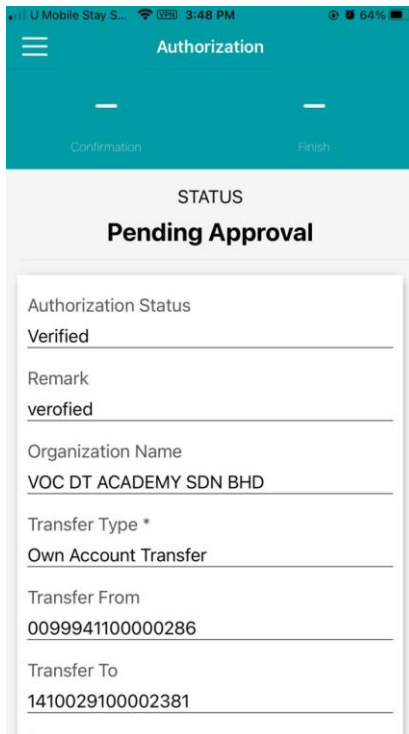 U Mobile Stay S... VPN 3:48 PM 64%
Authorization
Confirmation Finish
STATUS
Pending Approval
Authorization Status
Verified
Remark
verofied
Organization Name
VOC DT ACADEMY SDN BHD
Transfer Type *
Own Account Transfer
Transfer From
0099941100000286
Transfer To
1410029100002381